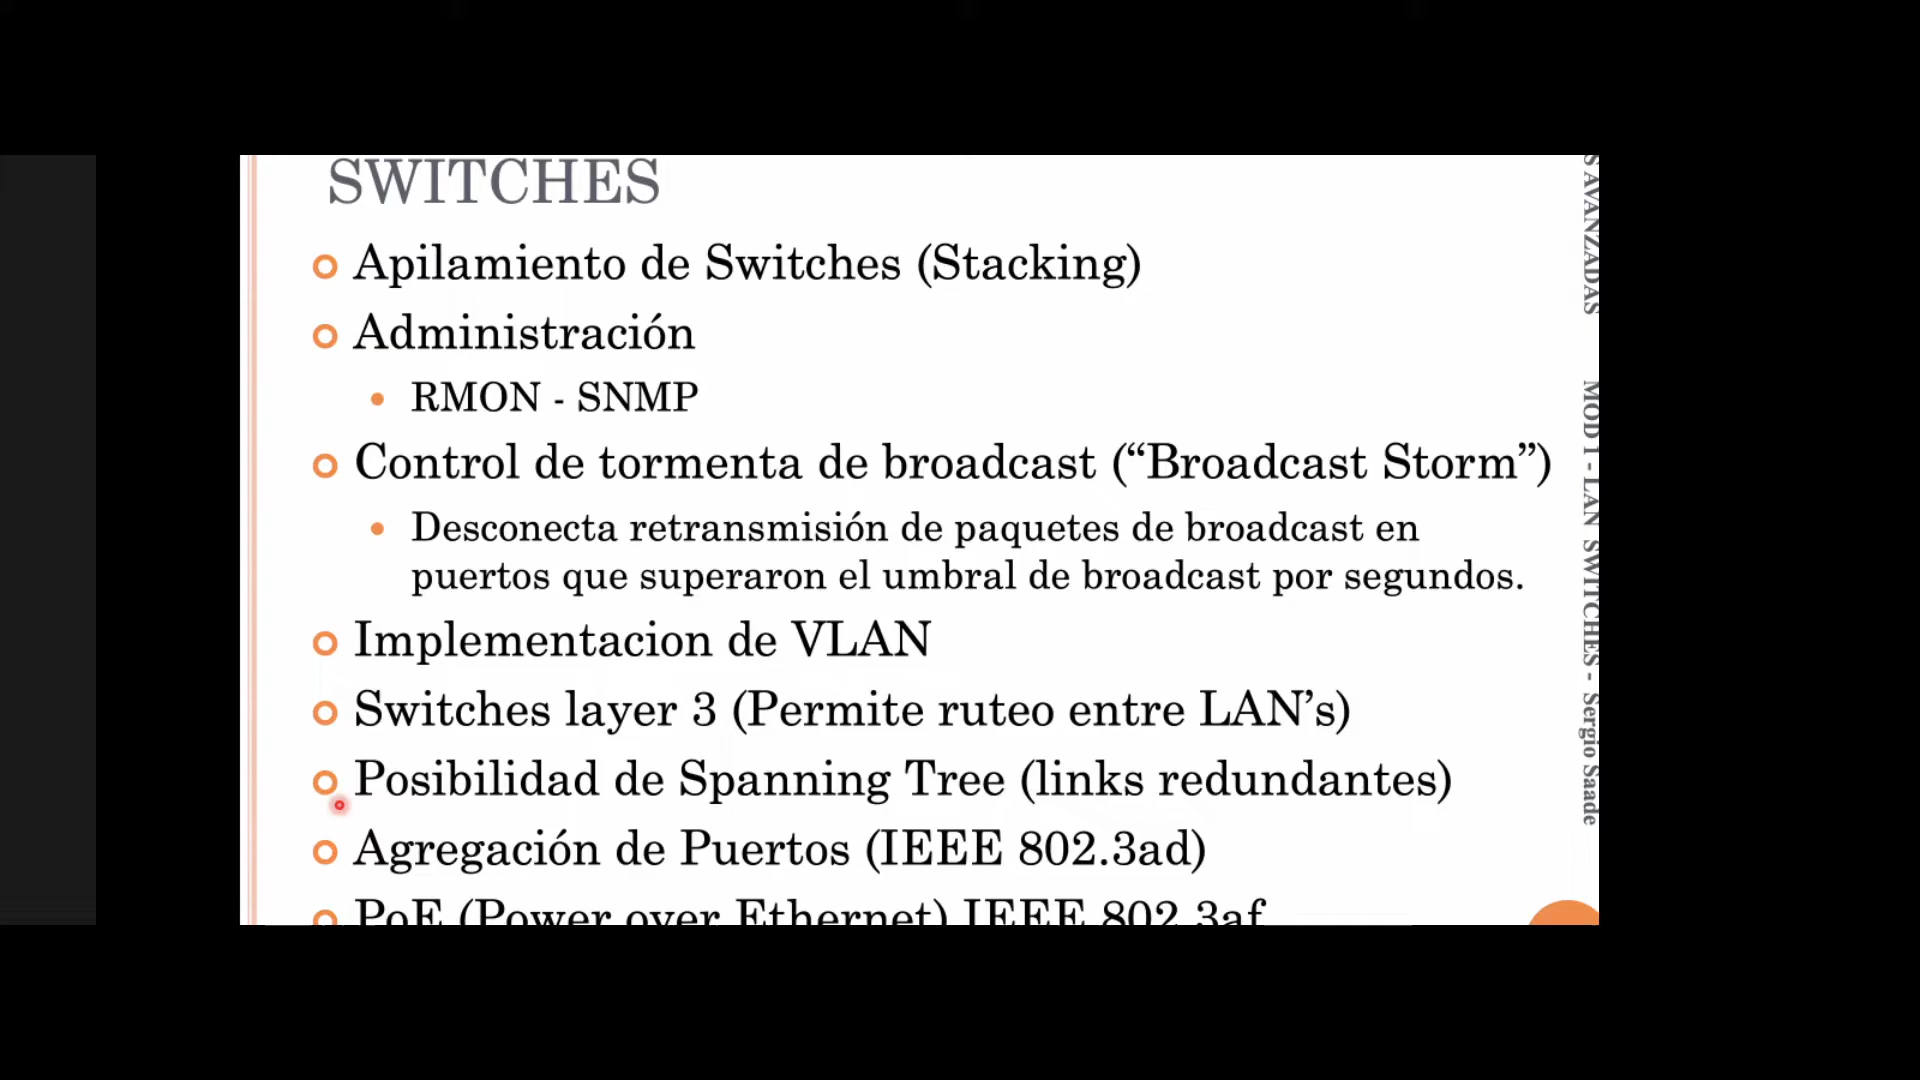 SWITCHES
Apilamiento de Switches (Stacking)
Administración
RMON - SNMP
Control de tormenta de broadcast (“Broadcast Storm”)
Desconecta retransmisión de paquetes de broadcast en
puertos que superaron el umbral de broadcast por segundos.
Implementacion de VLAN
Switches layer 3 (Permite ruteo entre LAN’s)
Posibilidad de Spanning Tree (links redundantes)
Agregación de Puertos (IEEE 802.3ad)
PoE (Power over Ethernet) IEEE 802.3af
S AVANZADAS MOD 1 - LAN SWITCHES - Sergio Saade